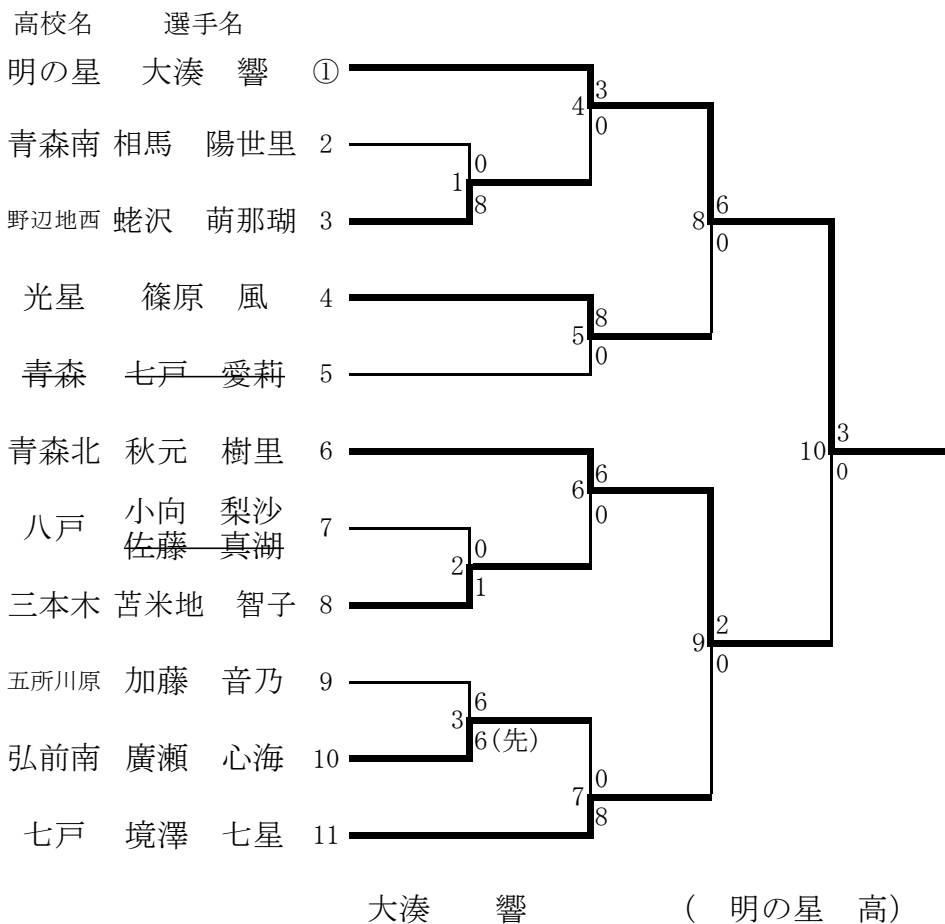 高校名 選手名
明の星 大湊 響 ①
3
4
0
青森南 相馬 陽世里 2
0
1
8
野辺地西 蛯沢 萌那瑚 3
6
8
0
光星 篠原 風 4
8
5
0
青森 七戸 愛莉 5
3
10
0
青森北 秋元 樹里 6
6
6
0
八戸 小向 梨沙 7
佐藤 真湖
0
2
1
三本木 苫米地 智子 8
2
9
0
五所川原 加藤 音乃 9
6
3
6(先)
弘前南 廣瀬 心海 10
0
7
8
七戸 境澤 七星 11
大湊 響 ( 明の星 高)